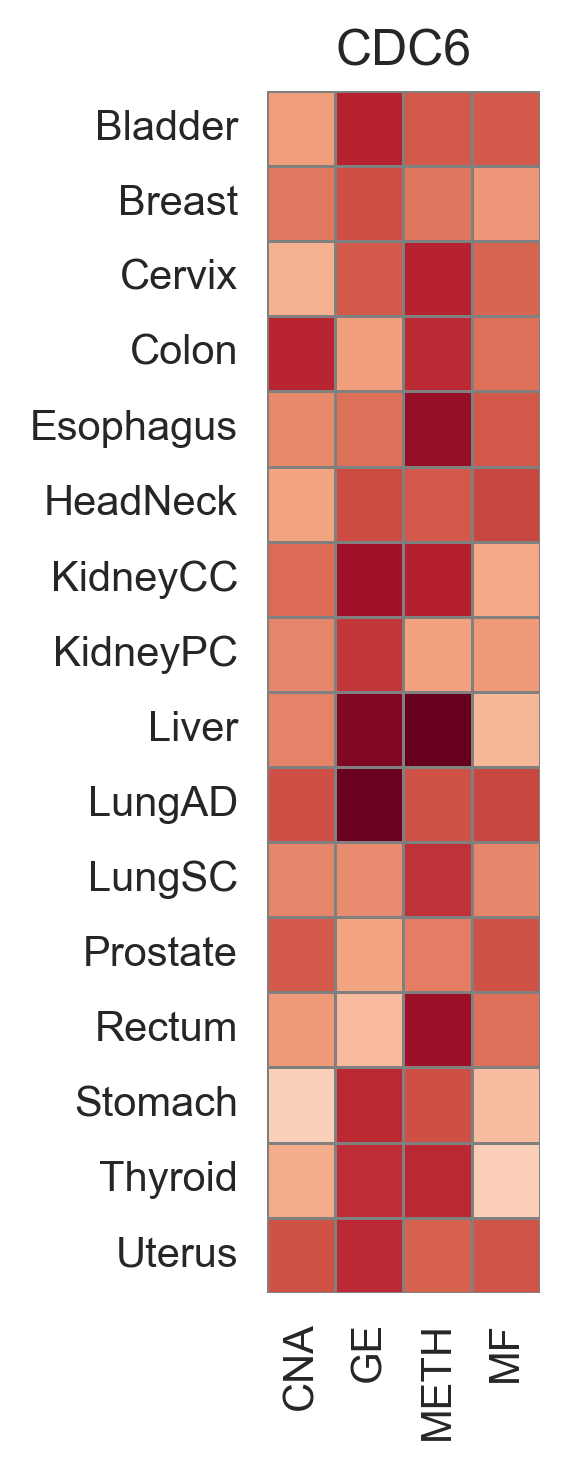 CDC6
Bladder
Breast
Cervix
Colon
Esophagus
HeadNeck
KidneyCC
KidneyPC
Liver
LungAD
LungSC
Prostate
Rectum
Stomach
Thyroid
Uterus
CNA
GE
METH
MF